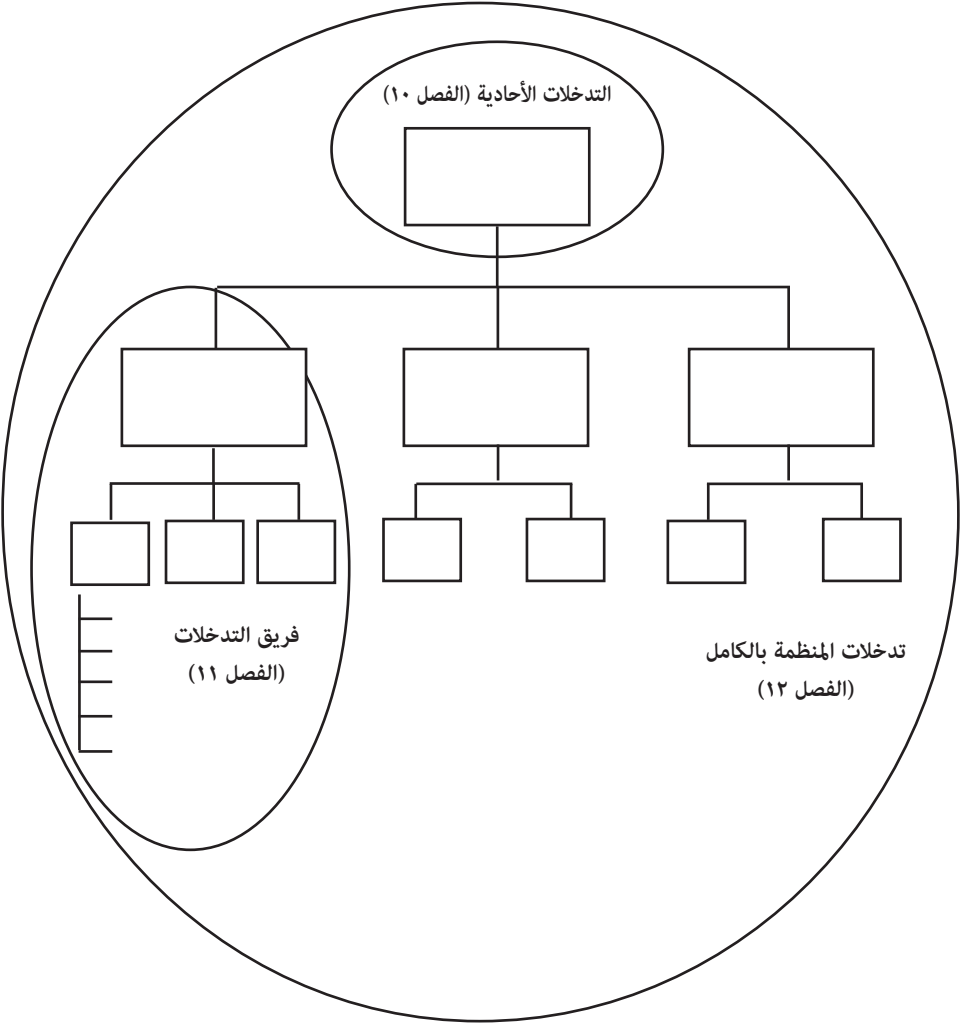 التدخلات الأحادية (الفصل ١٠)
فريق التدخلات
(الفصل ١١)
تدخلات المنظمة بالكامل
(الفصل ١٢)